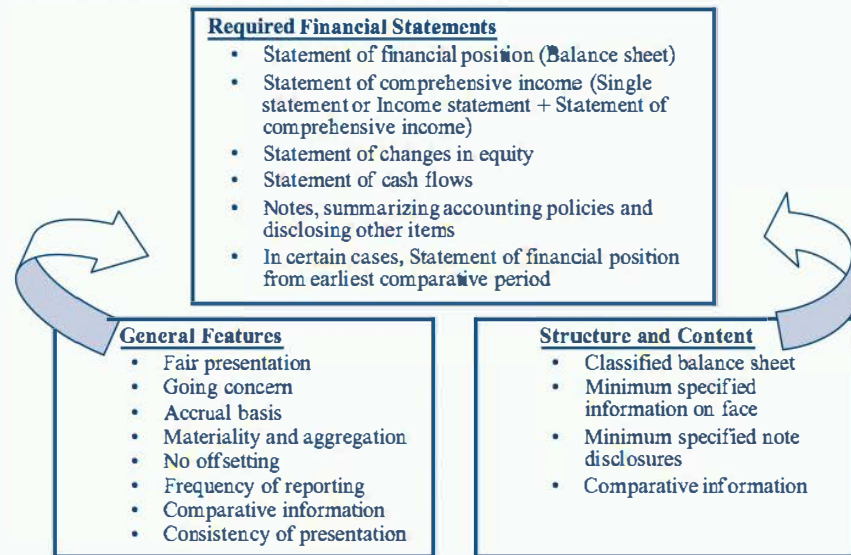 Required Financial Statements
• Statement of financial position (Balance sheet)
• Statement of comprehensive income (Single
statement or Income statement + Statement of
comprehensive income)
• Statement of changes in equity
• Statement of cash flows
• Notes, summarizing accounting policies and
disclosing other items
• In certain cases, Statement of financial position
from earliest comparative period
General Features
• Fair presentation
• Going concern
• Accrual basis
• Materiality and aggregation
• No offsetting
• Frequency of reporting
• Comparative information
• Consistency of presentation
Structure and Content
• Classified balance sheet
• Minimum specified
information on face
• Minimum specified note
disclosures
• Comparative information